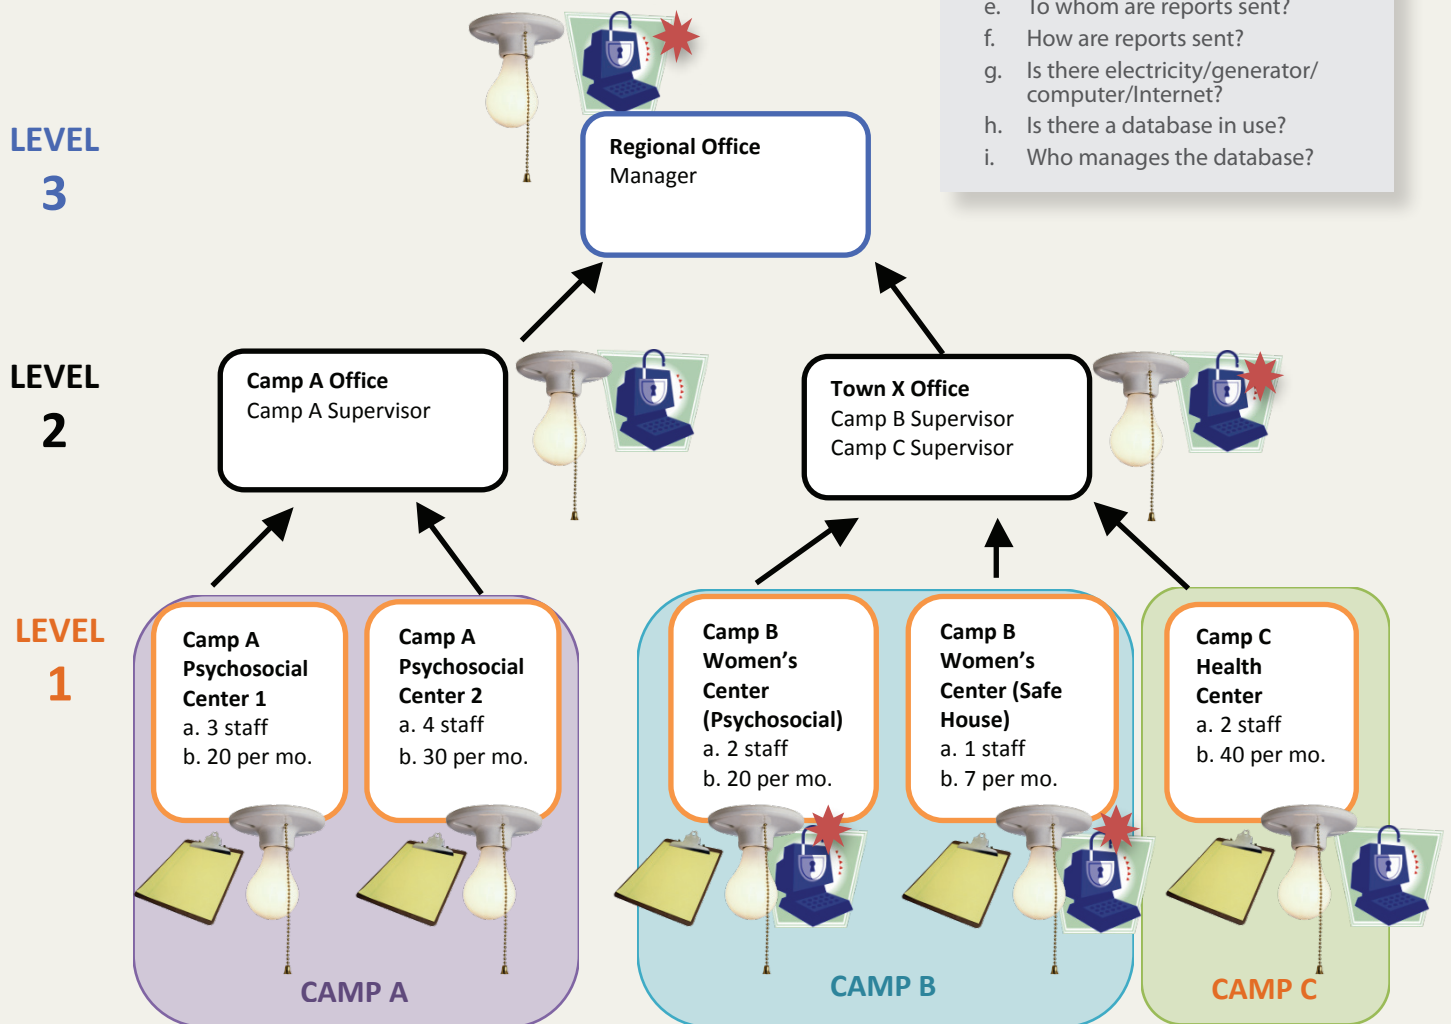 e. To whom are reports sent?
f. How are reports sent?
g. Is there electricity/generator/
computer/Internet?
h. Is there a database in use?
i. Who manages the database?
LEVEL
3
Regional Office
Manager
LEVEL
2
Camp A Office
Camp A Supervisor
Town X Office
Camp B Supervisor
Camp C Supervisor
LEVEL
1
Camp A
Psychosocial
Center 1
a. 3 staff
b. 20 per mo.
Camp A
Psychosocial
Center 2
a. 4 staff
b. 30 per mo.
Camp B
Women’s
Center
(Psychosocial)
a. 2 staff
b. 20 per mo.
Camp B
Women’s
Center (Safe
House)
a. 1 staff
b. 7 per mo.
Camp C
Health
Center
a. 2 staff
b. 40 per mo.
CAMP A
CAMP B
CAMP C